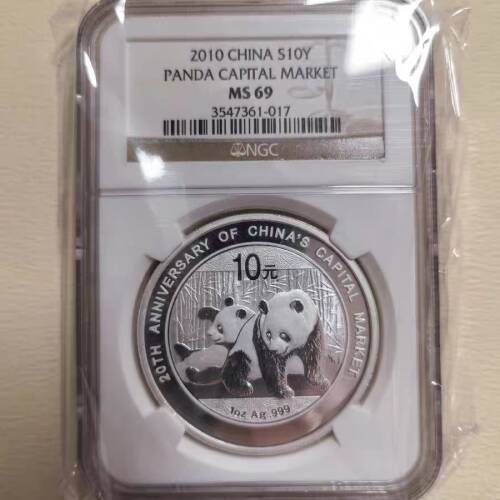 2010 CHINA S10Y
PANDA CAPITAL MARKET
MS 69
3547361-017
NGC
20TH ANNIVERSARY OF CHINA'S CAPITAL MARKET
10元
1oz Ag .999